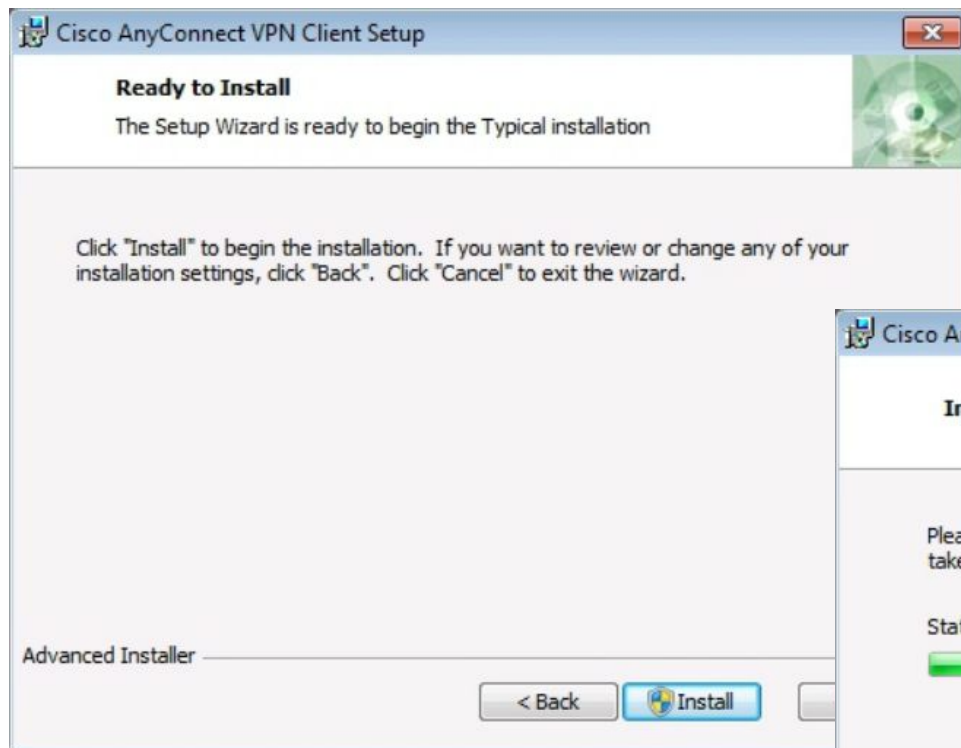 Cisco AnyConnect VPN Client Setup
Ready to Install
The Setup Wizard is ready to begin the Typical installation
Click "Install" to begin the installation. If you want to review or change any of your
installation settings, click "Back". Click "Cancel" to exit the wizard.
Advanced Installer
< Back
Install
Cisco